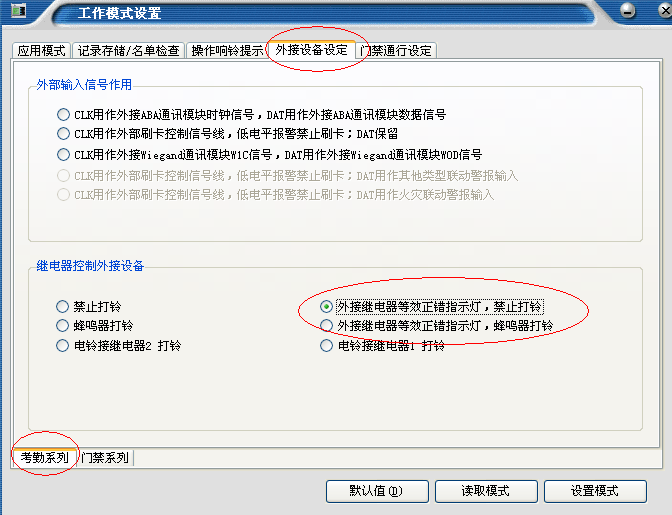 工作模式设置
应用模式 记录存储/名单检查 操作响铃提示 外接设备设定 门禁通行设定
外部输入信号作用
CLK用作外接ABA通讯模块时钟信号，DAT用作外接ABA通讯模块数据信号
CLK用作外部刷卡控制信号线，低电平报警禁止刷卡；DAT保留
CLK用作外接Wiegand通讯模块W1C信号，DAT用作外接Wiegand通讯模块W0D信号
CLK用作外部刷卡控制信号线，低电平报警禁止刷卡；DAT用作其他类型联动警报输入
CLK用作外部刷卡控制信号线，低电平报警禁止刷卡；DAT用作火灾联动警报输入
继电器控制外接设备
禁止打铃 外接继电器等效正错指示灯，禁止打铃
蜂鸣器打铃 外接继电器等效正错指示灯，蜂鸣器打铃
电铃接继电器2 打铃 电铃接继电器1 打铃
考勤系列 门禁系列
默认值(D) 读取模式 设置模式